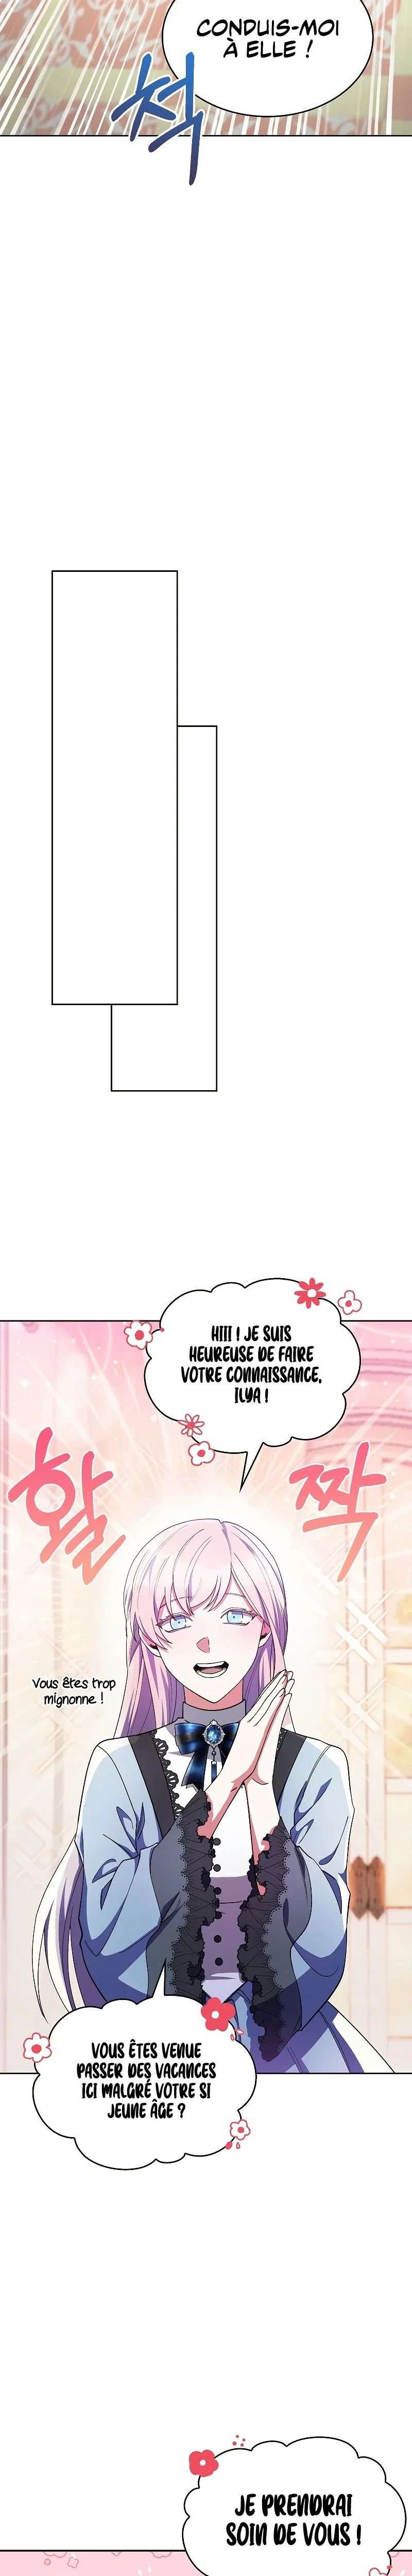 CONDUIS-MOI
À ELLE !
척
HIII ! JE SUIS
HEUREUSE DE FAIRE
VOTRE CONNAISSANCE,
ILYA !
활
짝
Vous êtes trop
mignonne !
VOUS ÊTES VENUE
PASSER DES VACANCES
ICI MALGRÉ VOTRE SI
JEUNE ÂGE ?
JE PRENDRAI
SOIN DE VOUS !